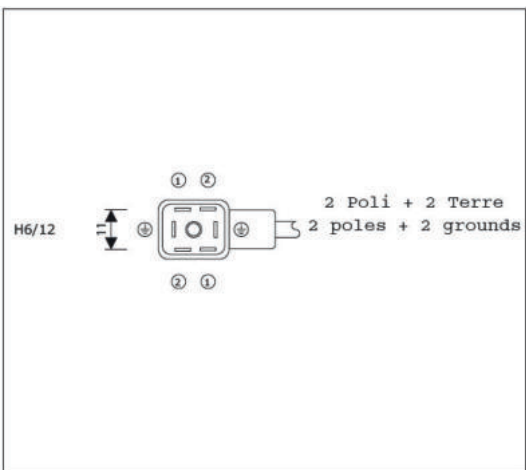 ① ②
2 Poli + 2 Terre
H6/12
11
2 poles + 2 grounds
② ①